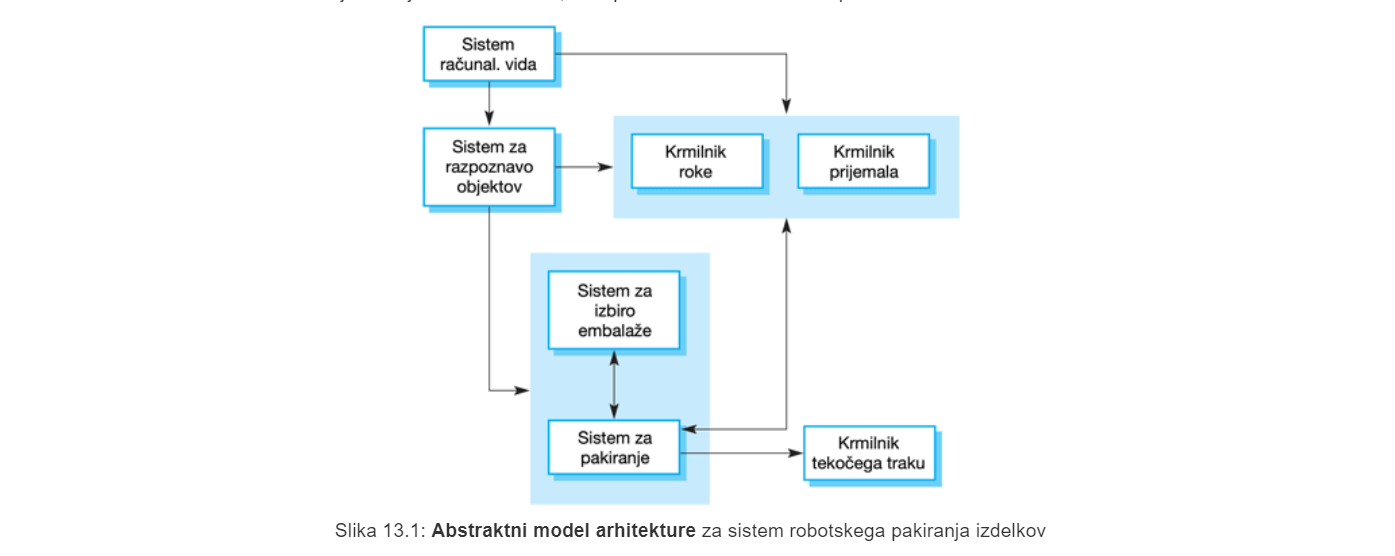 Sistem
računal. vida
Sistem za
razpoznavo
objektov
Krmilnik
roke
Krmilnik
prijemala
Sistem za
izbiro
embalaže
Sistem za
pakiranje
Krmilnik
tekočega traku
Slika 13.1: Abstraktni model arhitekture za sistem robotskega pakiranja izdelkov